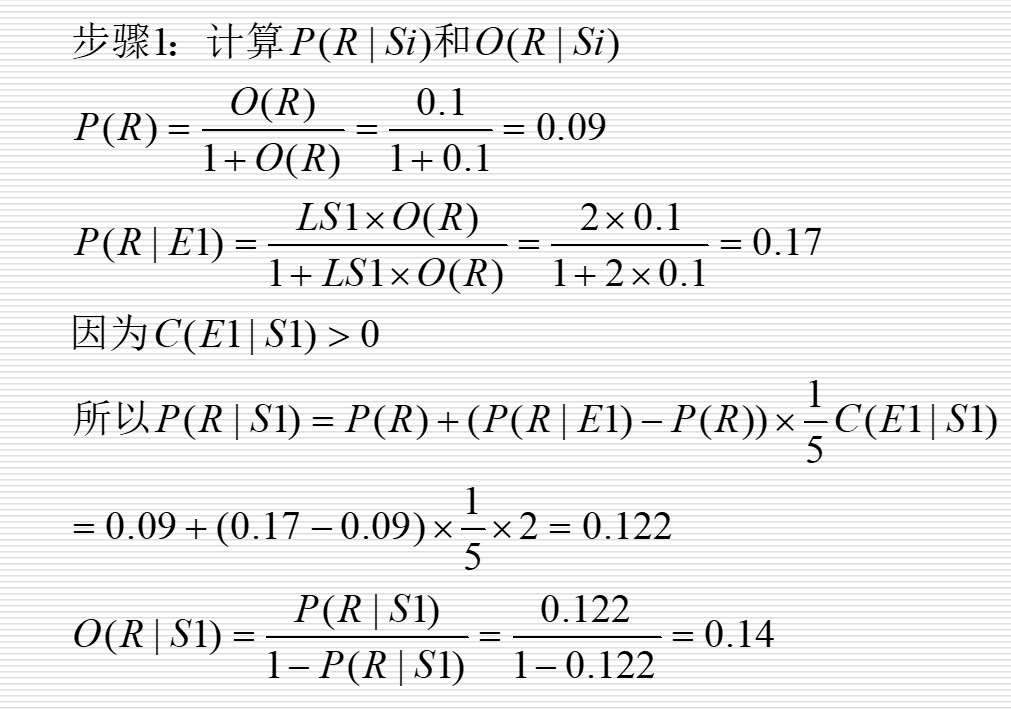 步骤1：计算P(R | Si)和O(R | Si)
P(R) = O(R) / (1+O(R)) = 0.1 / (1+0.1) = 0.09
P(R | E1) = (LS1×O(R)) / (1+LS1×O(R)) = (2×0.1) / (1+2×0.1) = 0.17
因为C(E1 | S1) > 0
所以P(R | S1) = P(R)+(P(R | E1)−P(R))×1/5 C(E1 | S1)
= 0.09+(0.17−0.09)×1/5×2 = 0.122
O(R | S1) = P(R | S1) / (1−P(R | S1)) = 0.122 / (1−0.122) = 0.14